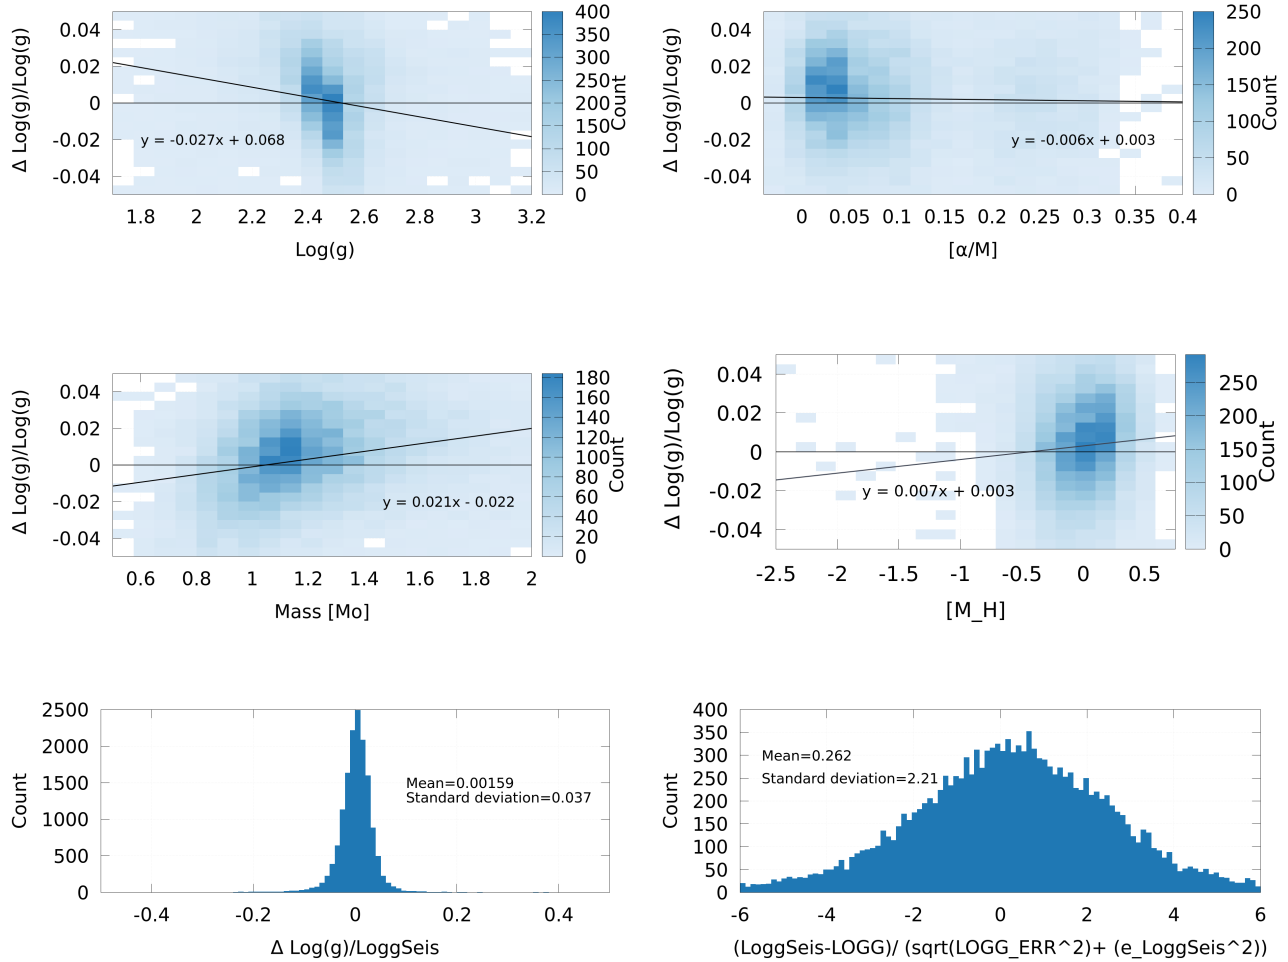 Δ Log(g)/Log(g)
0.04
0.02
0
-0.02
-0.04
y = -0.027x + 0.068
1.8 2 2.2 2.4 2.6 2.8 3 3.2
Log(g)
400
350
300
250
200
150
100
50
0
Count
Δ Log(g)/Log(g)
0.04
0.02
0
-0.02
-0.04
y = -0.006x + 0.003
0 0.05 0.1 0.15 0.2 0.25 0.3 0.35 0.4
[α/M]
250
200
150
100
50
0
Count
Δ Log(g)/Log(g)
0.04
0.02
0
-0.02
-0.04
y = 0.021x - 0.022
0.6 0.8 1 1.2 1.4 1.6 1.8 2
Mass [Mo]
180
160
140
120
100
80
60
40
20
0
Count
Δ Log(g)/Log(g)
0.04
0.02
0
-0.02
-0.04
y = 0.007x + 0.003
-2.5 -2 -1.5 -1 -0.5 0 0.5
[M_H]
250
200
150
100
50
0
Count
Count
2500
2000
1500
1000
500
0
Mean=0.00159
Standard deviation=0.037
-0.4 -0.2 0 0.2 0.4
Δ Log(g)/LoggSeis
Count
400
350
300
250
200
150
100
50
0
Mean=0.262
Standard deviation=2.21
-6 -4 -2 0 2 4 6
(LoggSeis-LOGG)/ (sqrt(LOGG_ERR^2)+ (e_LoggSeis^2))